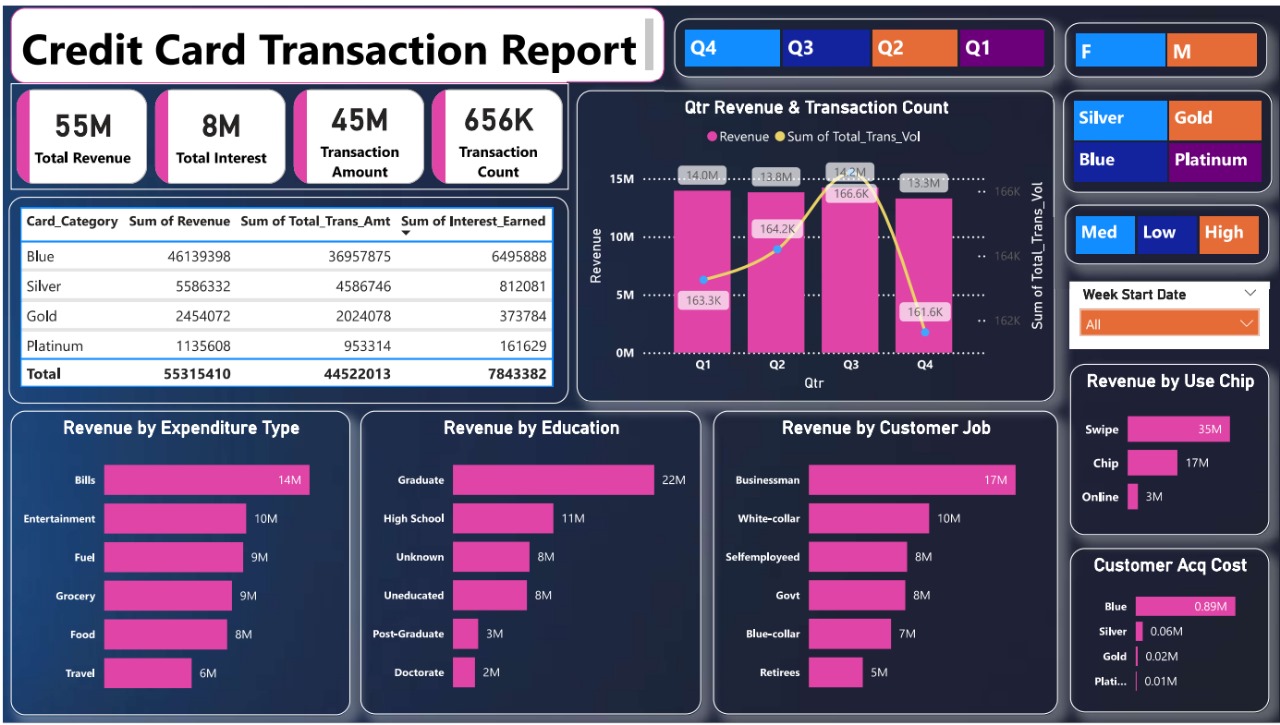 Credit Card Transaction Report
Q4 Q3 Q2 Q1
F M
55M
Total Revenue
8M
Total Interest
45M
Transaction
Amount
656K
Transaction
Count
Silver Gold
Blue Platinum
Med Low High
Week Start Date
All
Card_Category Sum of Revenue Sum of Total_Trans_Amt Sum of Interest_Earned
Blue 46139398 36957875 6495888
Silver 5586332 4586746 812081
Gold 2454072 2024078 373784
Platinum 1135608 953314 161629
Total 55315410 44522013 7843382
Qtr Revenue & Transaction Count
Revenue Sum of Total_Trans_Vol
Revenue
15M
10M
5M
0M
14.0M 13.8M 14.2M 13.3M
163.3K 164.2K 166.6K 161.6K
166K
164K
162K
Sum of Total_Trans_Vol
Q1 Q2 Q3 Q4
Qtr
Revenue by Expenditure Type
Bills 14M
Entertainment 10M
Fuel 9M
Grocery 9M
Food 8M
Travel 6M
Revenue by Education
Graduate 22M
High School 11M
Unknown 8M
Uneducated 8M
Post-Graduate 3M
Doctorate 2M
Revenue by Customer Job
Businessman 17M
White-collar 10M
Selfemployeed 8M
Govt 8M
Blue-collar 7M
Retirees 5M
Revenue by Use Chip
Swipe 35M
Chip 17M
Online 3M
Customer Acq Cost
Blue 0.89M
Silver 0.06M
Gold 0.02M
Plati... 0.01M